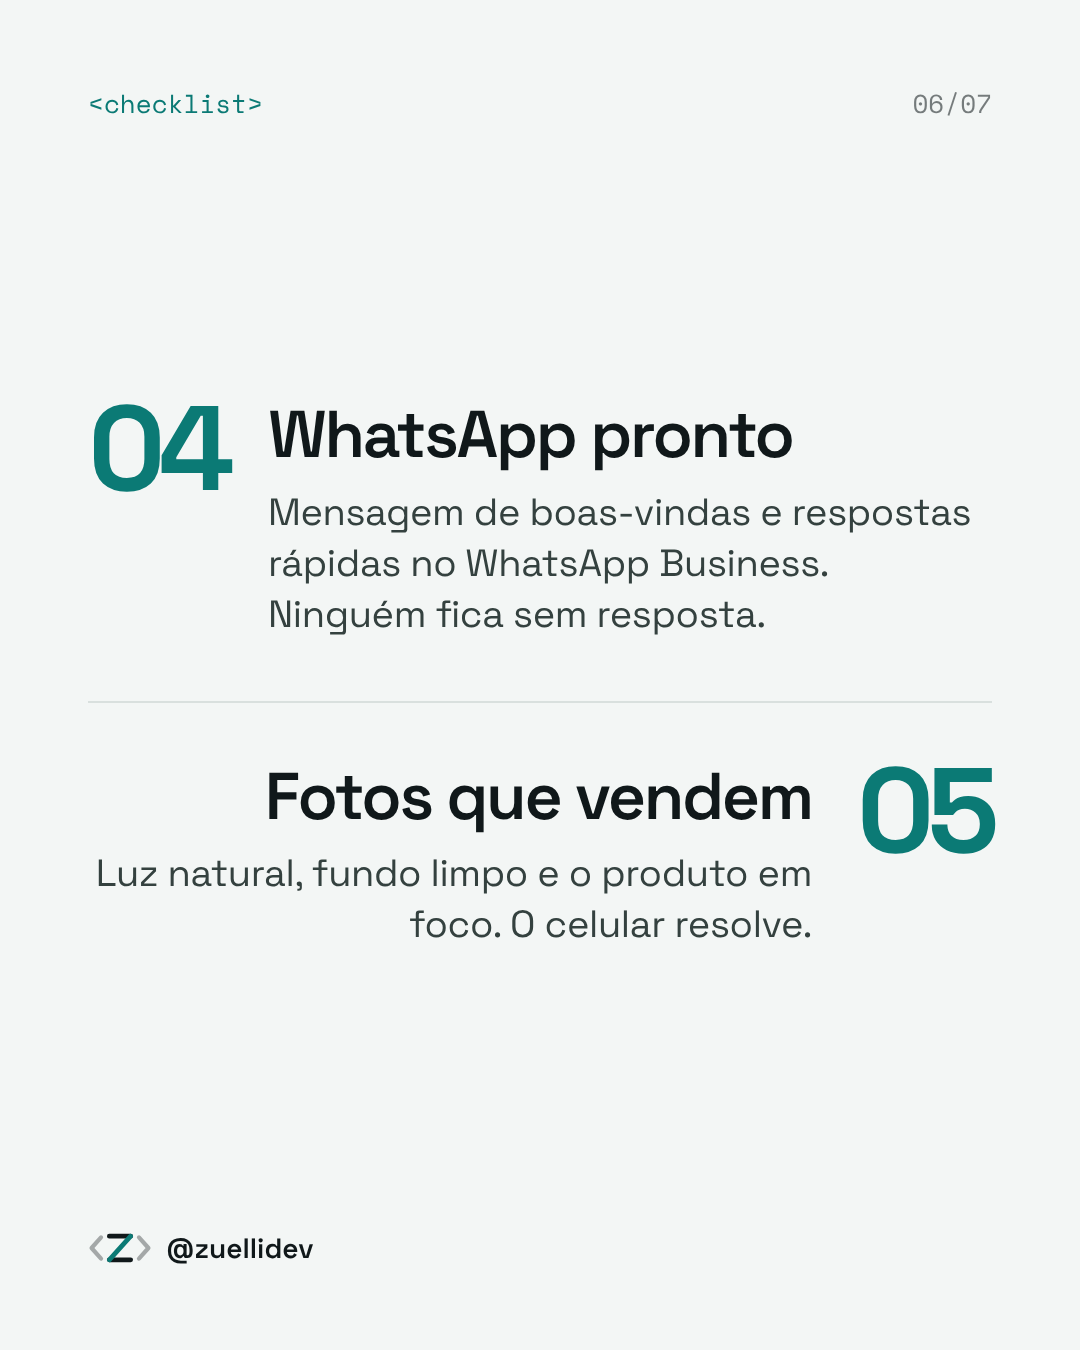 <checklist>
06/07
04
WhatsApp pronto
Mensagem de boas-vindas e respostas
rápidas no WhatsApp Business.
Ninguém fica sem resposta.
Fotos que vendem
05
Luz natural, fundo limpo e o produto em
foco. O celular resolve.
<Z> @zuellidev